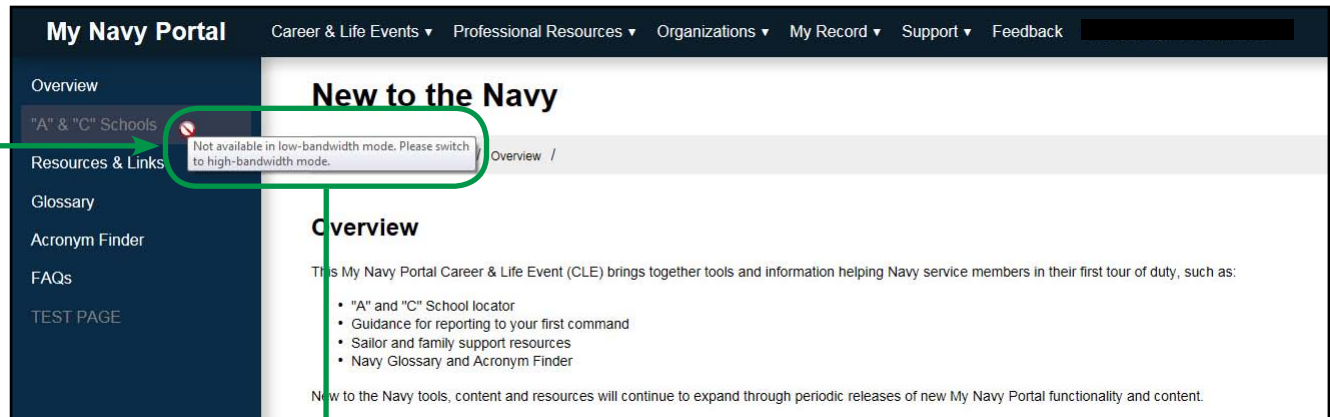 My Navy Portal Career & Life Events ▾ Professional Resources ▾ Organizations ▾ My Record ▾ Support ▾ Feedback
Overview
"A" & "C" Schools
Resources & Links
Glossary
Acronym Finder
FAQs
TEST PAGE
New to the Navy
Not available in low-bandwidth mode. Please switch
to high-bandwidth mode.
/ Overview /
Overview
This My Navy Portal Career & Life Event (CLE) brings together tools and information helping Navy service members in their first tour of duty, such as:
• "A" and "C" School locator
• Guidance for reporting to your first command
• Sailor and family support resources
• Navy Glossary and Acronym Finder
New to the Navy tools, content and resources will continue to expand through periodic releases of new My Navy Portal functionality and content.